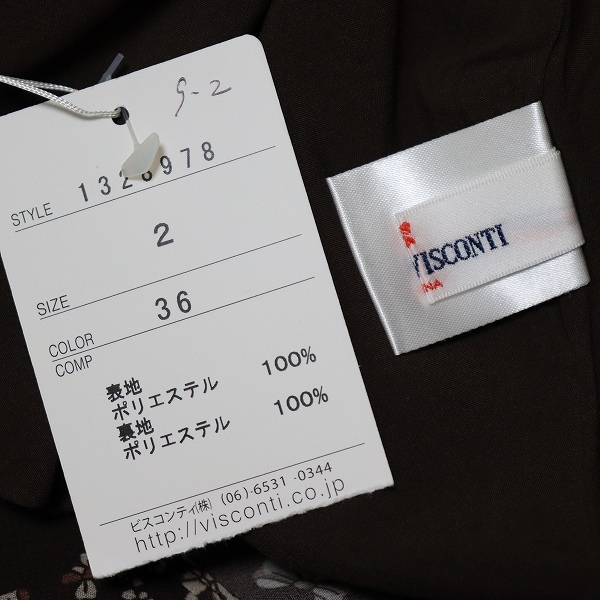 9-2
STYLE 1328978
SIZE 2
COLOR 36
COMP
表地
ポリエステル 100%
裏地
ポリエステル 100%
ビスコンティ(株) (06)-6531-0344
http://visconti.co.jp
VISCONTI